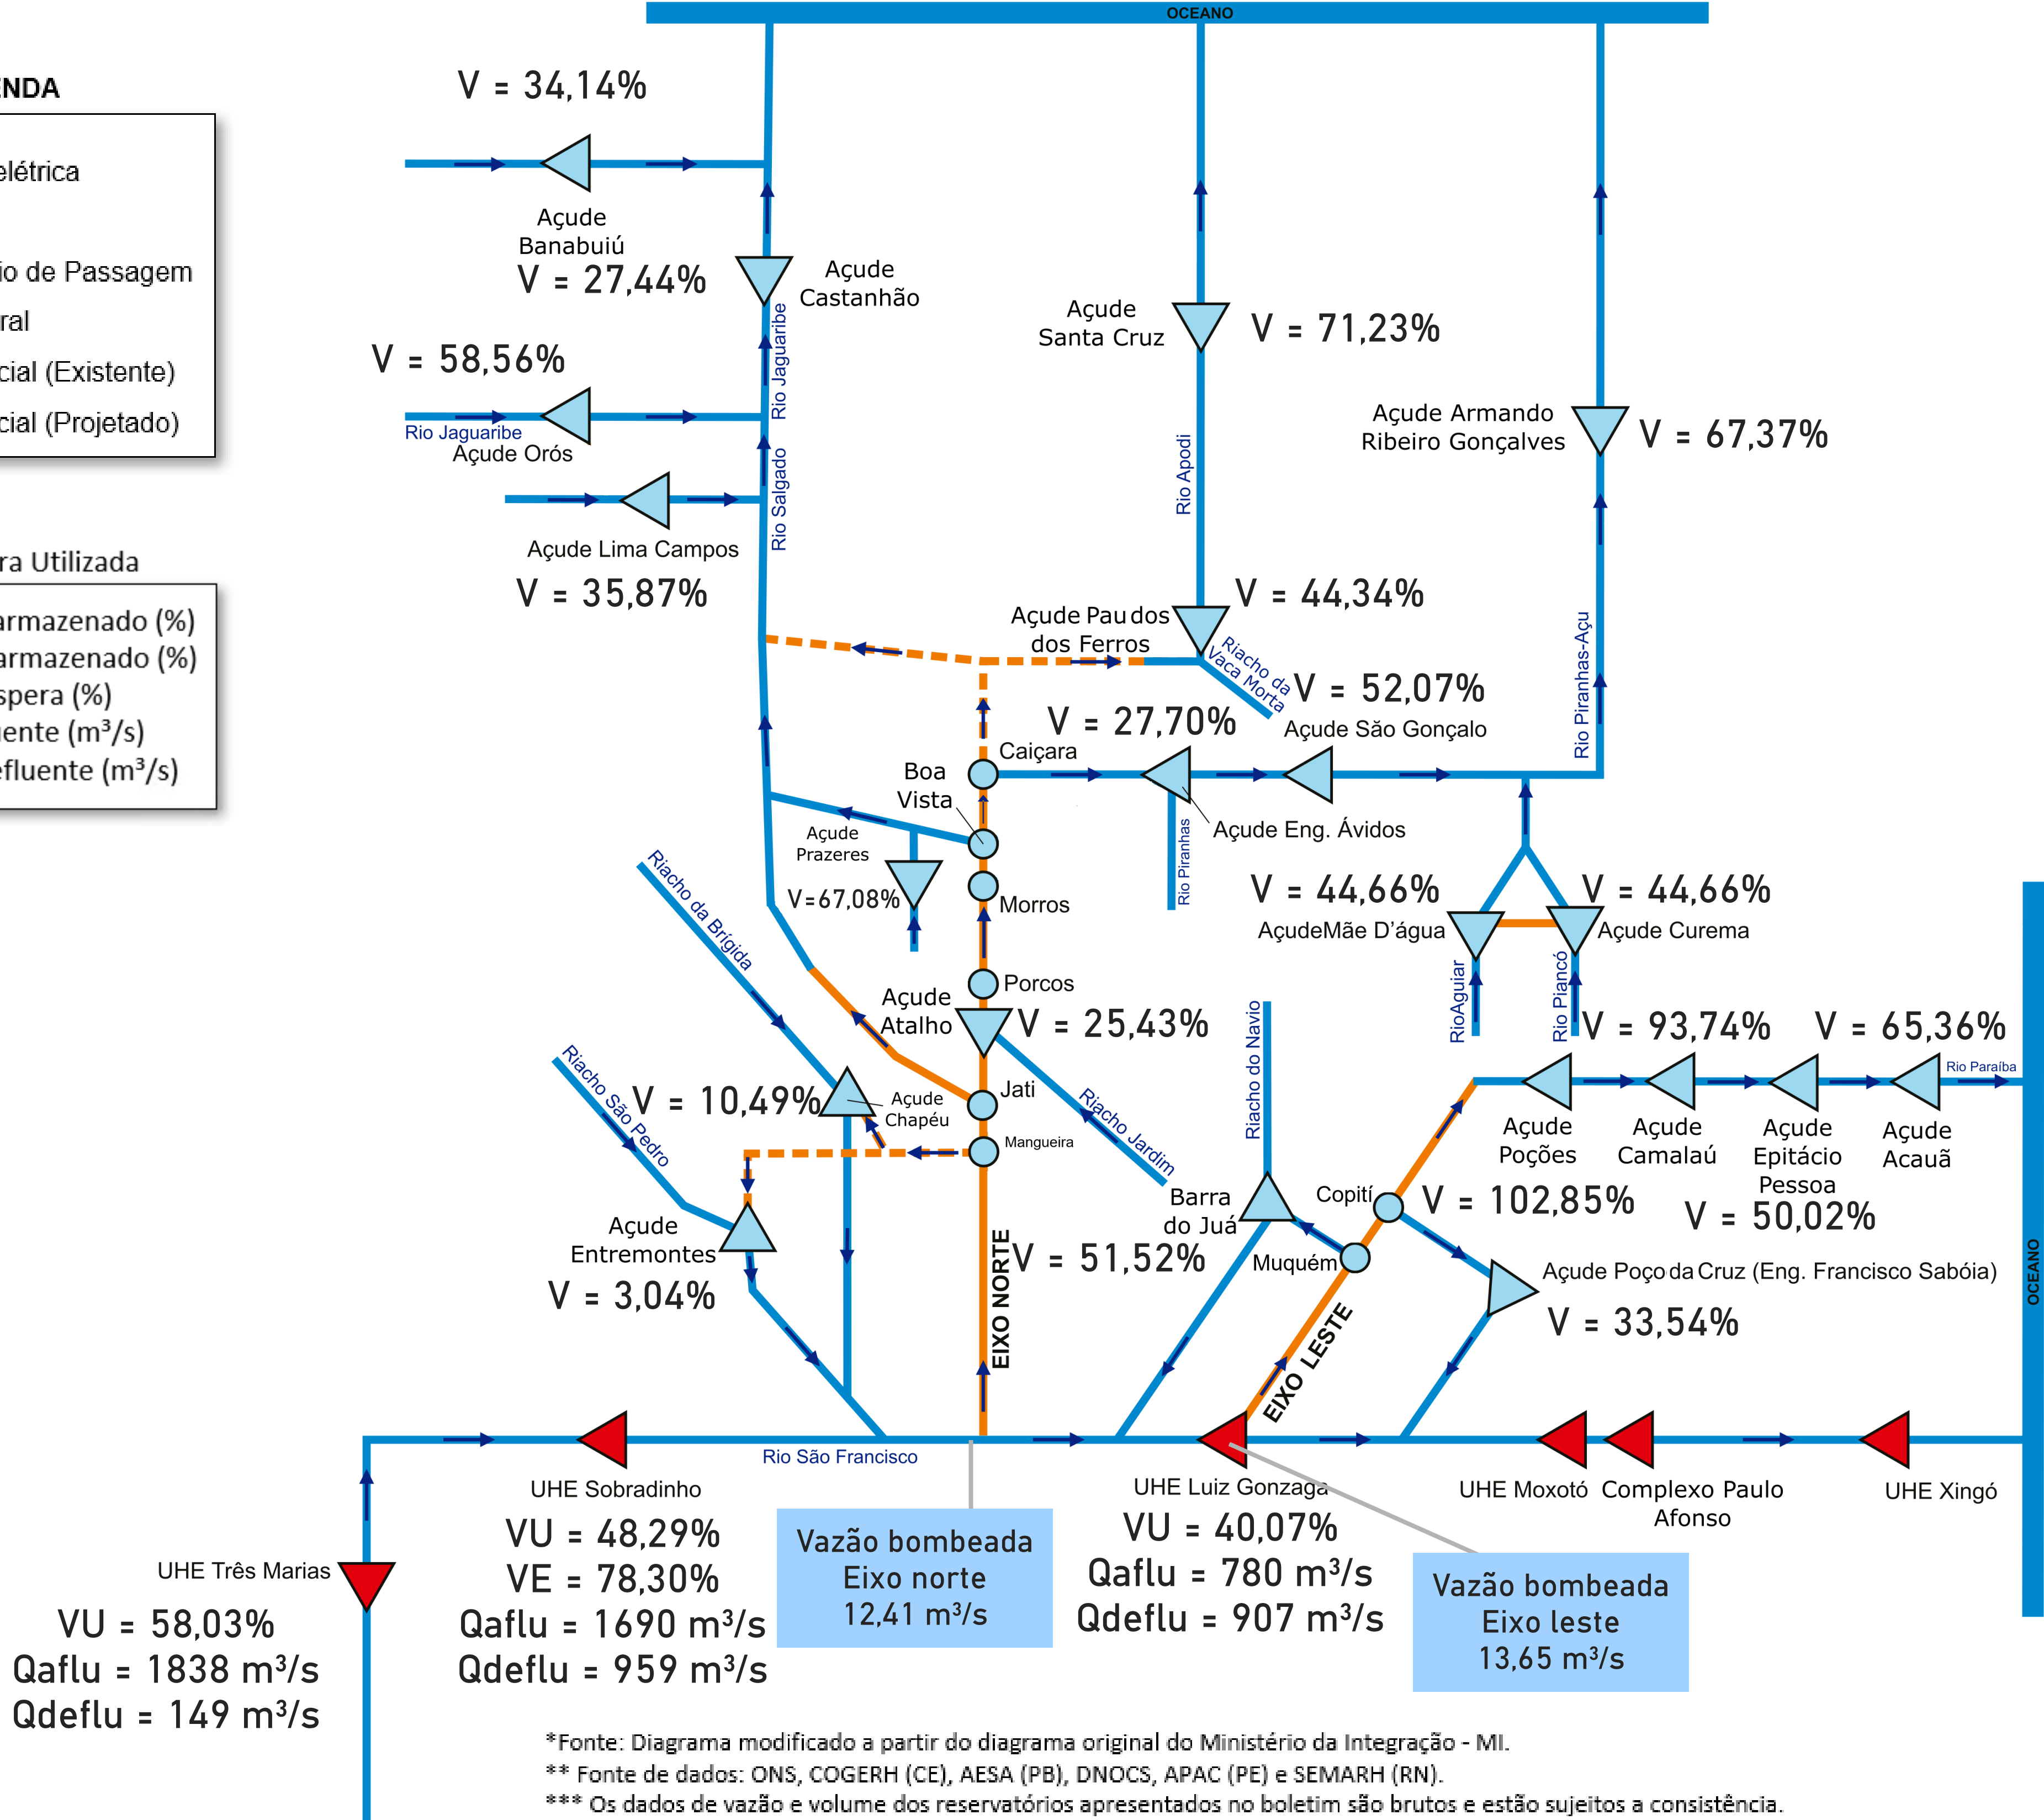 OCEANO
V = 34,14%
ENDA
elétrica
io de Passagem
ral
cial (Existente)
cial (Projetado)
Açude
Banabuiú
V = 27,44%
Açude
Castanhão
Rio Jaguaribe
Açude
Santa Cruz
V = 71,23%
V = 58,56%
Rio Jaguaribe
Açude Orós
Rio Salgado
Rio Apodi
Açude Armando
Ribeiro Gonçalves
V = 67,37%
Açude Lima Campos
V = 35,87%
ra Utilizada
armazenado (%)
armazenado (%)
spera (%)
uente (m³/s)
efluente (m³/s)
Açude Pau dos
dos Ferros
V = 44,34%
Riacho da
Vaca Morta
V = 52,07%
Açude São Gonçalo
V = 27,70%
Rio Piranhas-Açu
Caiçara
Boa
Vista
Açude Eng. Ávidos
Rio Piranhas
Açude
Prazeres
V=67,08%
Morros
Riacho da Brígida
V = 44,66%
AçudeMãe D'água
V = 44,66%
Açude Curema
RioAguiar
Rio Piancó
Porcos
Açude
Atalho
V = 25,43%
Riacho do Navio
V = 93,74%
V = 65,36%
Rio Paraíba
Riacho São Pedro
V = 10,49%
Açude
Chapéu
Jati
Mangueira
Riacho Jardim
Açude
Poções
Açude
Camalaú
Açude
Epitácio
Pessoa
Açude
Acauã
V = 102,85%
V = 50,02%
Barra
do Juá
Copití
Muquém
V = 51,52%
Açude
Entremontes
V = 3,04%
EIXO NORTE
EIXO LESTE
Açude Poço da Cruz (Eng. Francisco Sabóia)
V = 33,54%
OCEANO
Rio São Francisco
UHE Sobradinho
VU = 48,29%
VE = 78,30%
Qaflu = 1690 m³/s
Qdeflu = 959 m³/s
Vazão bombeada
Eixo norte
12,41 m³/s
UHE Luiz Gonzaga
VU = 40,07%
Qaflu = 780 m³/s
Qdeflu = 907 m³/s
Vazão bombeada
Eixo leste
13,65 m³/s
UHE Moxotó
Complexo Paulo
Afonso
UHE Xingó
UHE Três Marias
VU = 58,03%
Qaflu = 1838 m³/s
Qdeflu = 149 m³/s
*Fonte: Diagrama modificado a partir do diagrama original do Ministério da Integração - MI.
** Fonte de dados: ONS, COGERH (CE), AESA (PB), DNOCS, APAC (PE) e SEMARH (RN).
*** Os dados de vazão e volume dos reservatórios apresentados no boletim são brutos e estão sujeitos a consistência.